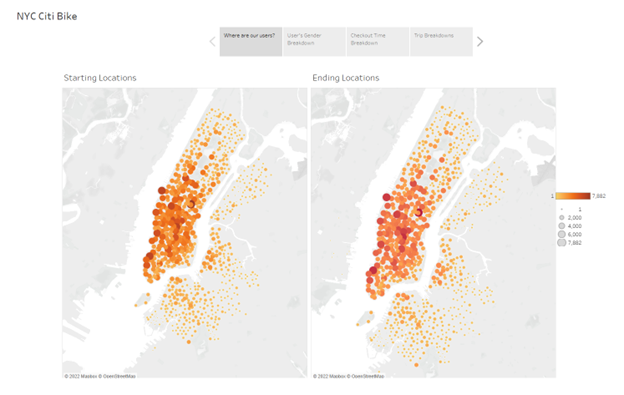 NYC Citi Bike
Where are our users?
User's Gender
Breakdown
Checkout Time
Breakdown
Trip Breakdowns
Starting Locations
Ending Locations
1
7,882
1
2,000
4,000
6,000
7,882
© 2022 Mapbox © OpenStreetMap
© 2022 Mapbox © OpenStreetMap